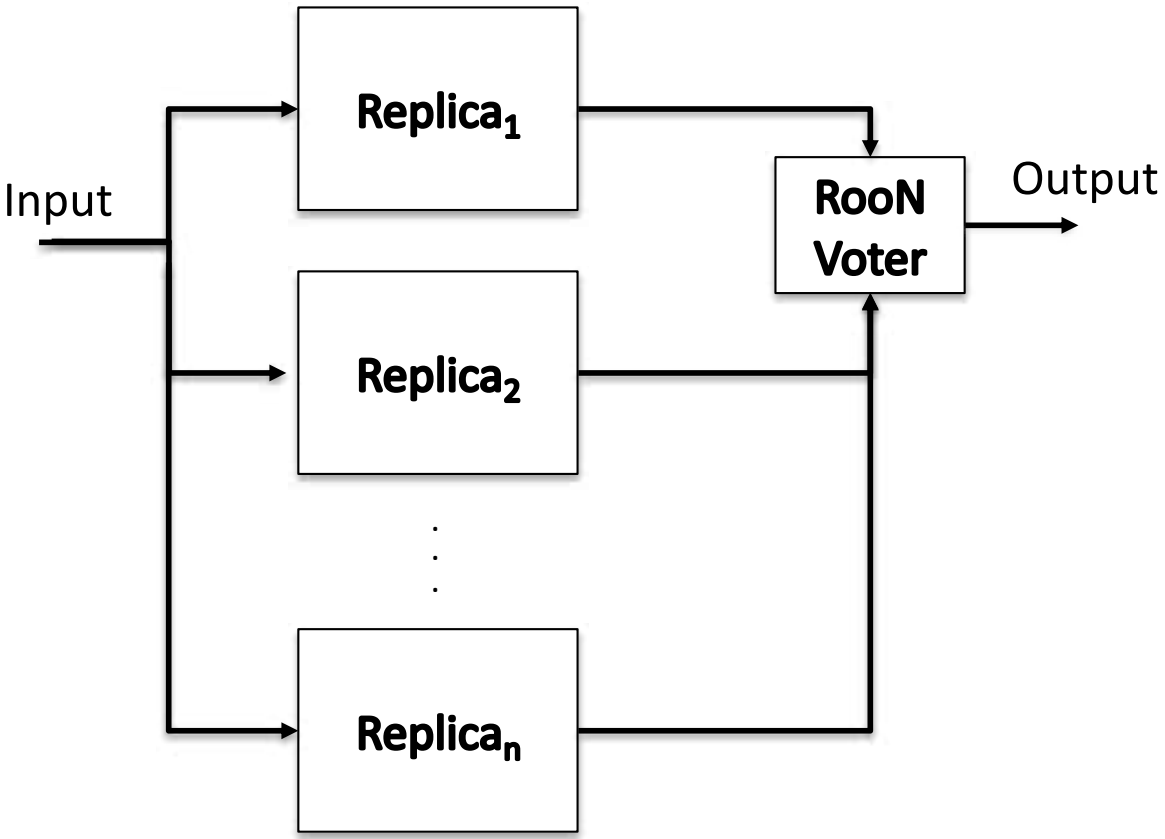 Replica₁
Input
RooN
Voter
Output
Replica₂
.
.
.
Replicaₙ